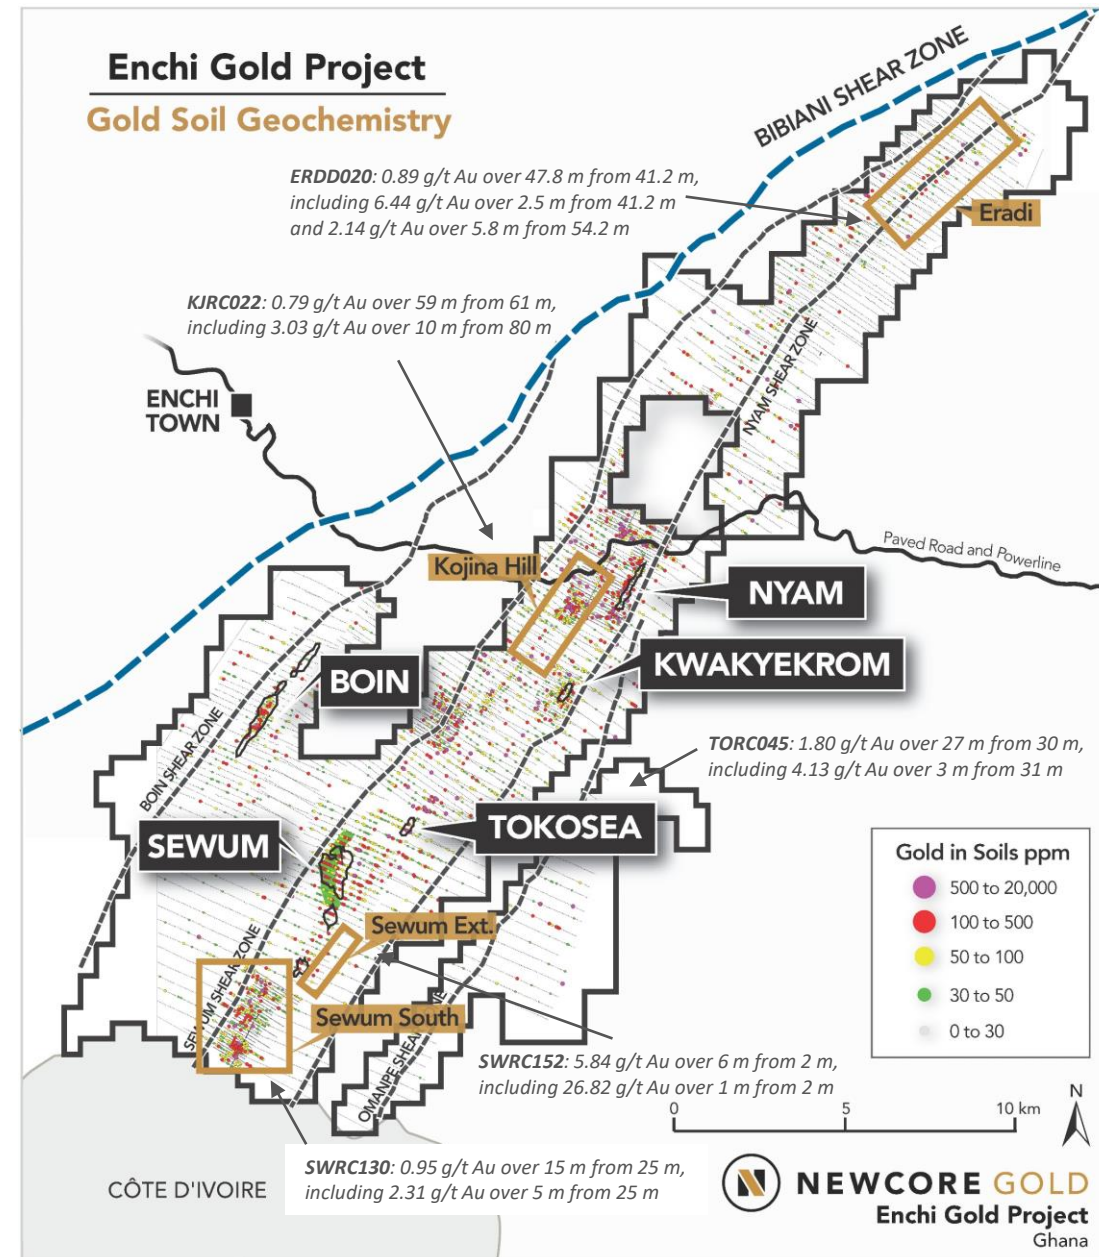 Enchi Gold Project
Gold Soil Geochemistry
BIBIANI SHEAR ZONE
ERDD020: 0.89 g/t Au over 47.8 m from 41.2 m,
including 6.44 g/t Au over 2.5 m from 41.2 m
and 2.14 g/t Au over 5.8 m from 54.2 m
Eradi
KJRC022: 0.79 g/t Au over 59 m from 61 m,
including 3.03 g/t Au over 10 m from 80 m
NYAM SHEAR ZONE
ENCHI
TOWN
Paved Road and Powerline
Kojina Hill
NYAM
KWAKYEKROM
BOIN
BOIN SHEAR ZONE
TORC045: 1.80 g/t Au over 27 m from 30 m,
including 4.13 g/t Au over 3 m from 31 m
TOKOSEA
SEWUM
Gold in Soils ppm
500 to 20,000
100 to 500
50 to 100
30 to 50
0 to 30
Sewum Ext.
SEWUM SHEAR ZONE
Sewum South
OMANPE SHEAR
SWRC152: 5.84 g/t Au over 6 m from 2 m,
including 26.82 g/t Au over 1 m from 2 m
0 5 10 km
N
SWRC130: 0.95 g/t Au over 15 m from 25 m,
including 2.31 g/t Au over 5 m from 25 m
CÔTE D'IVOIRE
N NEWCORE GOLD
Enchi Gold Project
Ghana